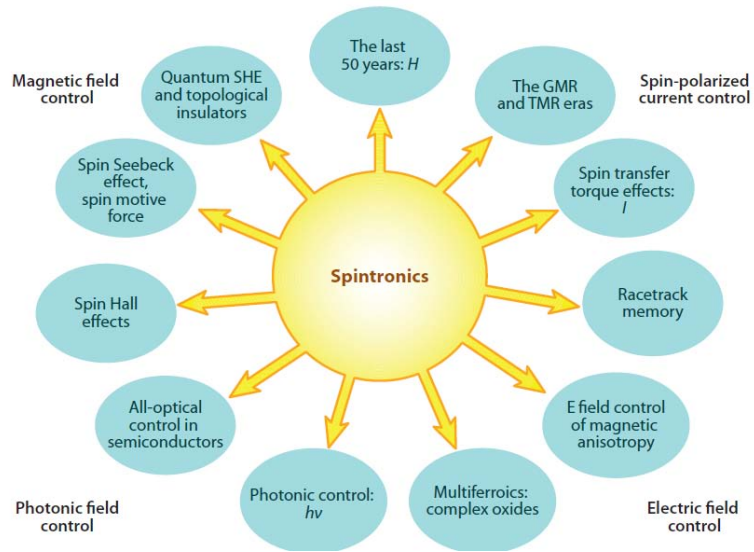 The last
50 years: H
Magnetic field
control
Quantum SHE
and topological
insulators
The GMR
and TMR eras
Spin-polarized
current control
Spin Seebeck
effect,
spin motive
force
Spin transfer
torque effects:
I
Spintronics
Spin Hall
effects
Racetrack
memory
All-optical
control in
semiconductors
E field control
of magnetic
anisotropy
Photonic field
control
Photonic control:
hν
Multiferroics:
complex oxides
Electric field
control